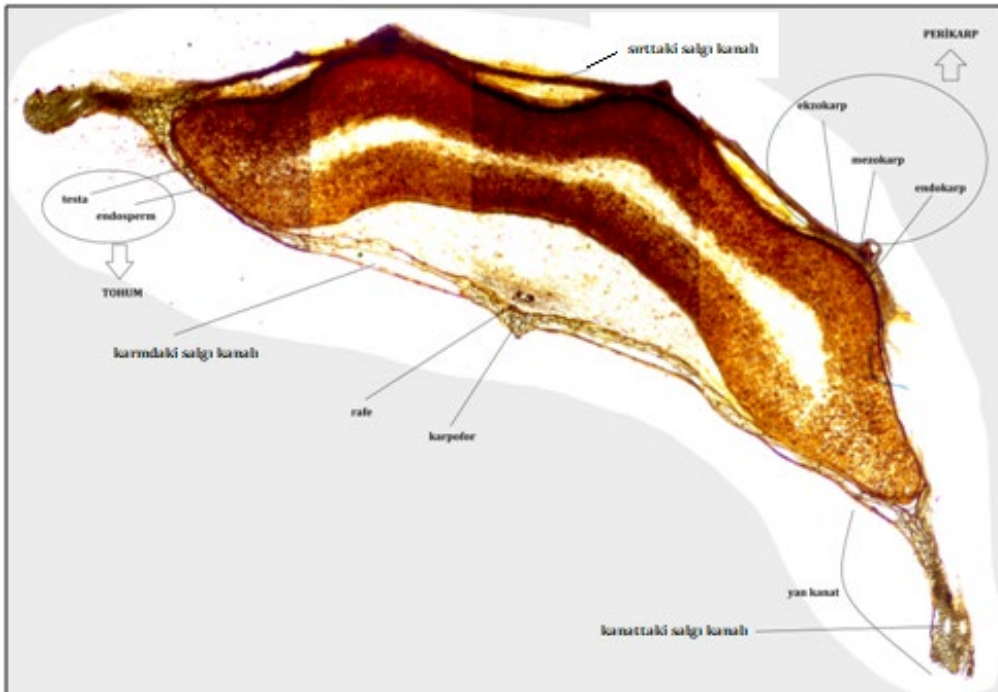 sırttaki salgı kanalı
PERİKARP
ekzokarp
mezokarp
endokarp
testa
endosperm
TOHUM
karındaki salgı kanalı
rafe
karpofor
yan kanat
kanattaki salgı kanalı